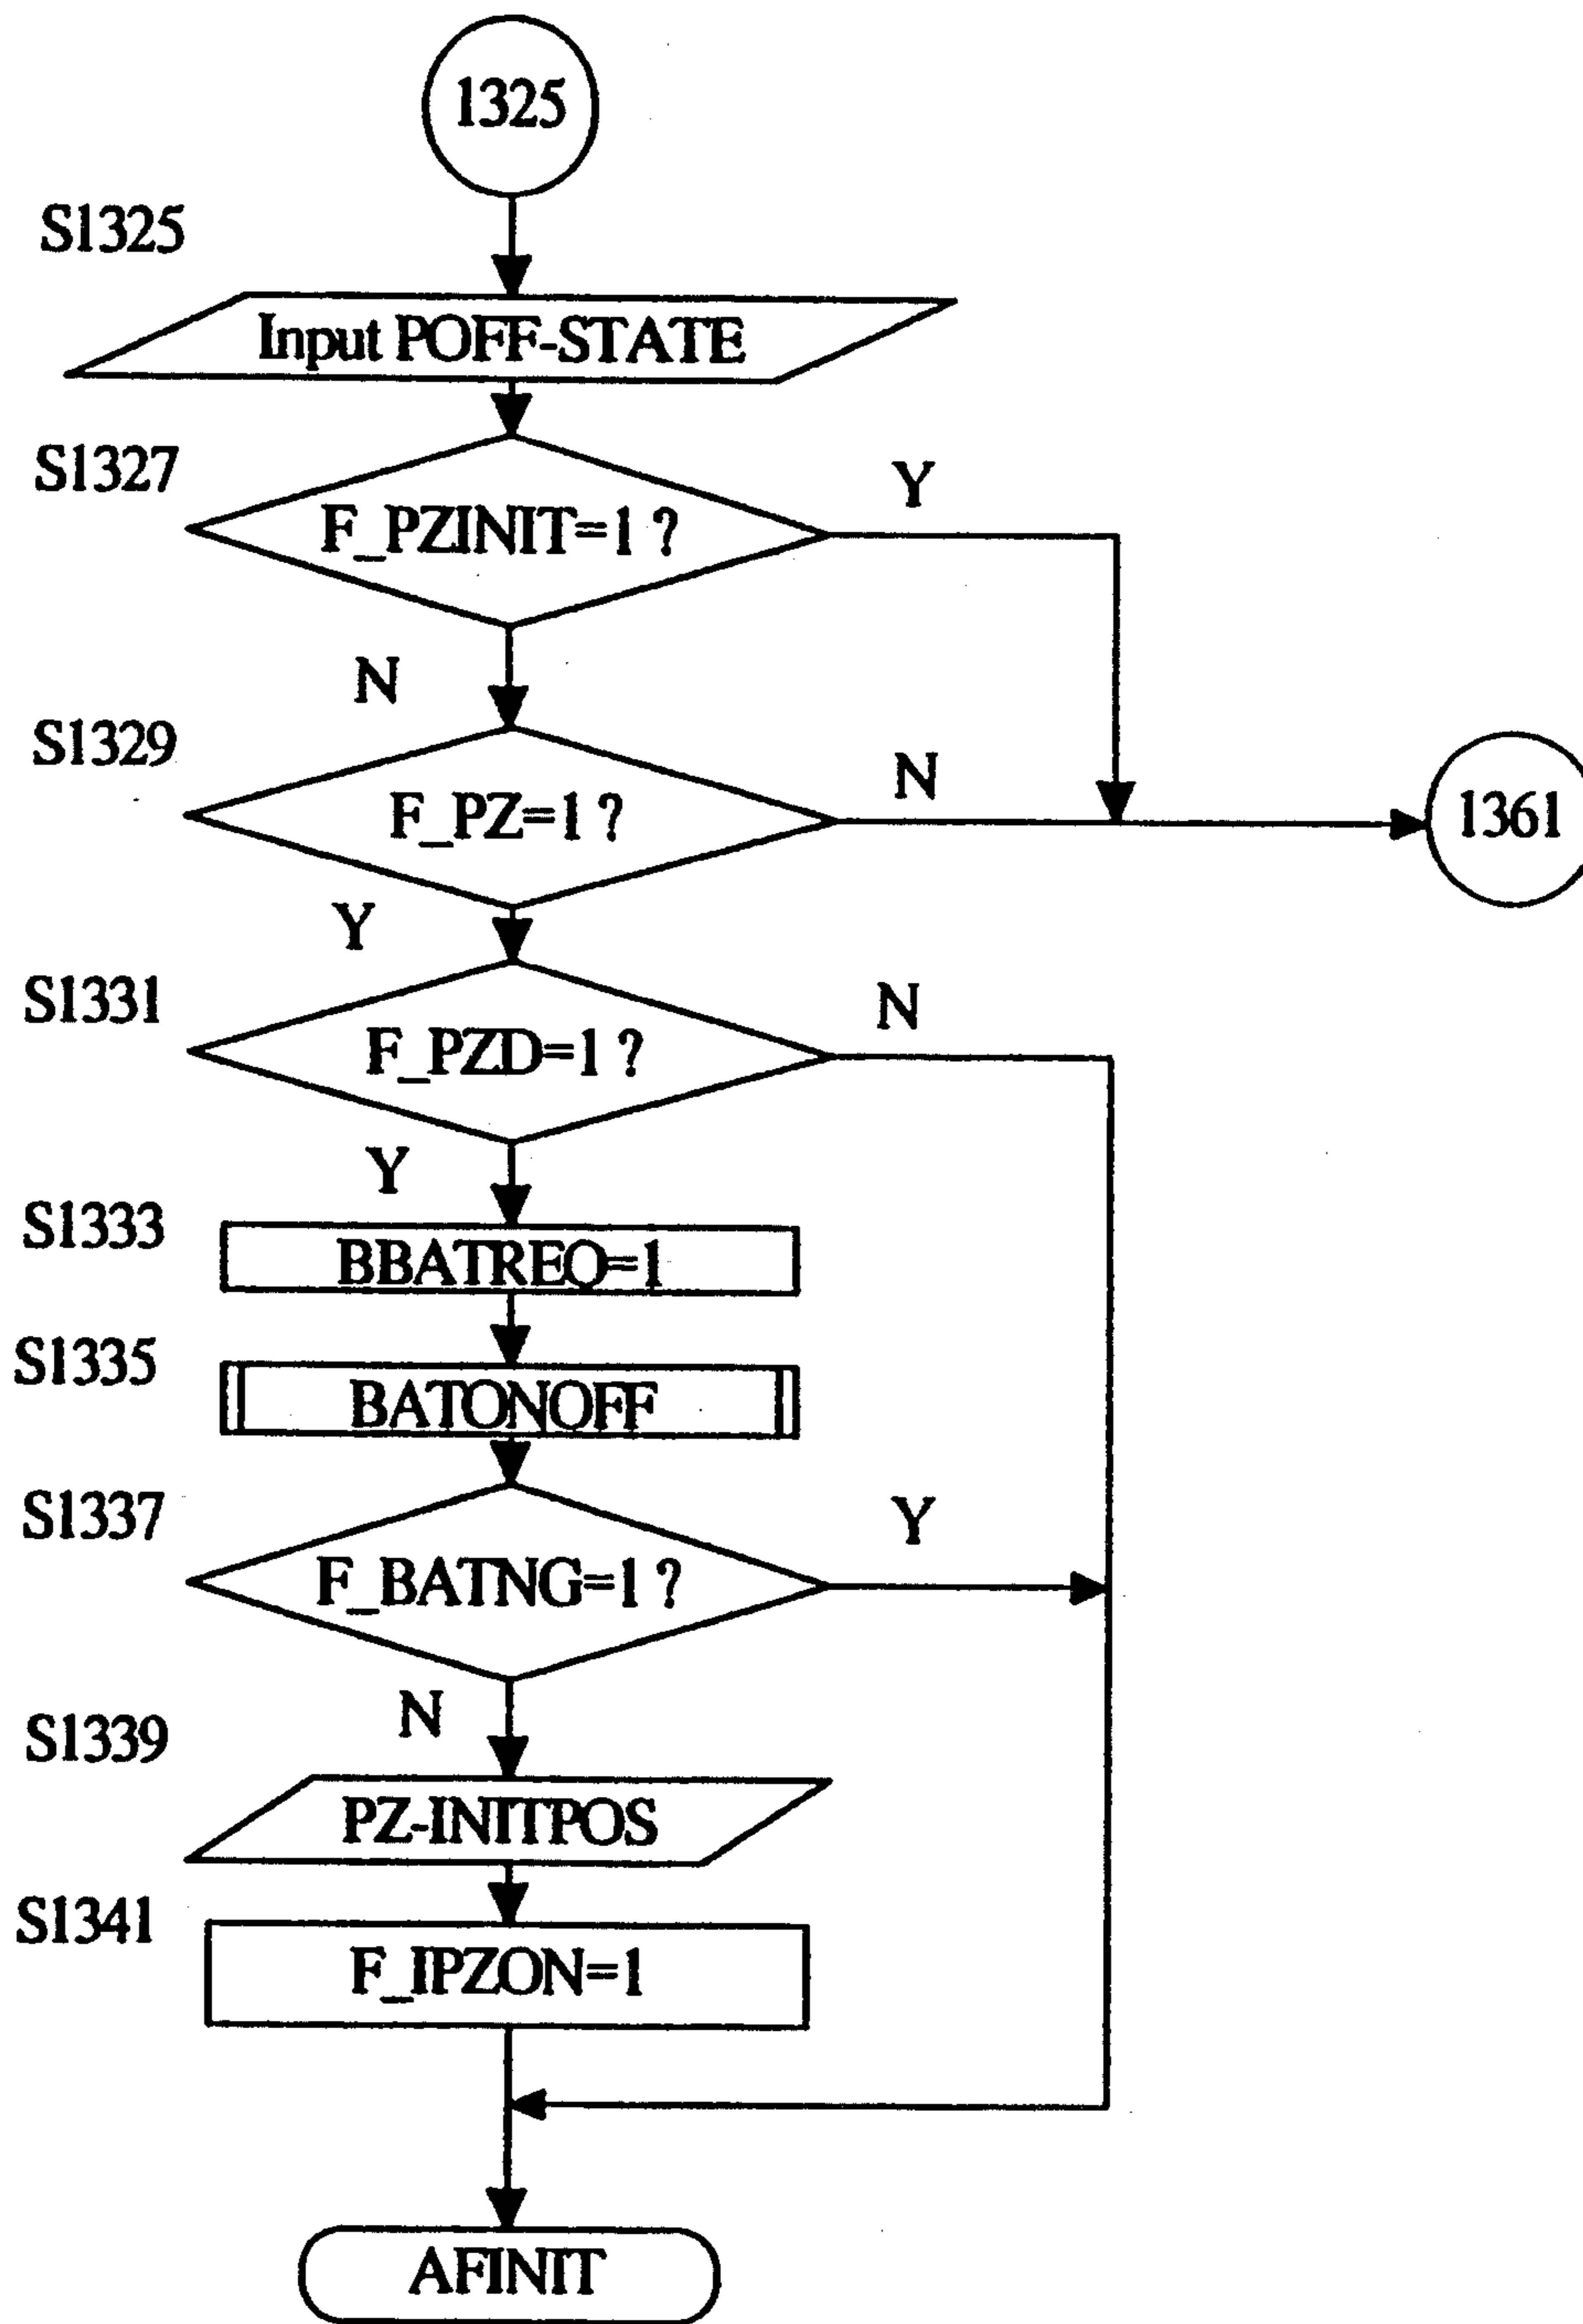 1325
S1325
Input POFF-STATE
S1327
F_PZINIT=1 ?
Y
N
S1329
F_PZ=1 ?
N
1361
Y
S1331
F_PZD=1 ?
N
Y
S1333
BBATREQ=1
S1335
BATONOFF
S1337
F_BATNG=1 ?
Y
N
S1339
PZ-INITPOS
S1341
F_IPZON=1
AFINIT